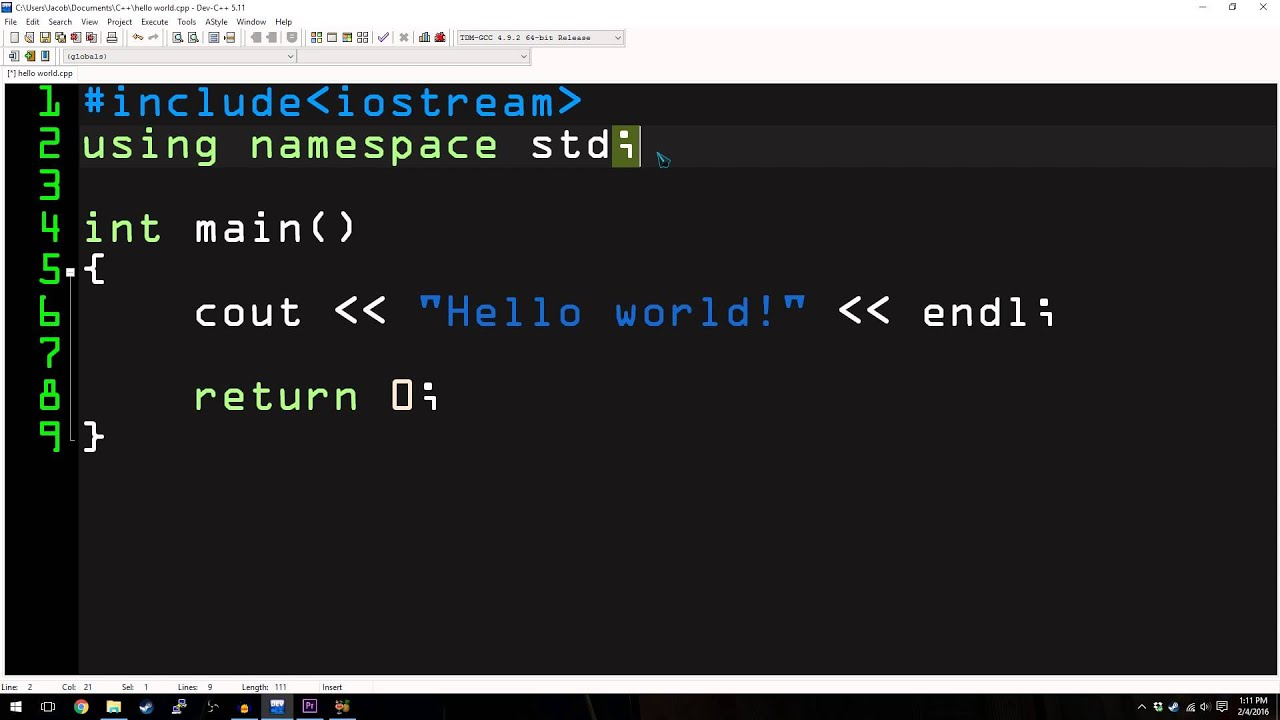 C:\Users\Jacob\Documents\C++\hello world.cpp - Dev-C++ 5.11
File Edit Search View Project Execute Tools AStyle Window Help
TDM-GCC 4.9.2 64-bit Release
(globals)
[*] hello world.cpp
1 #include<iostream>
2 using namespace std;
3
4 int main()
5 {
6 cout << "Hello world!" << endl;
7
8 return 0;
9 }
Line: 2 Col: 21 Sel: 1 Lines: 9 Length: 111 Insert
DEV Pr 1:11 PM
2/4/2016